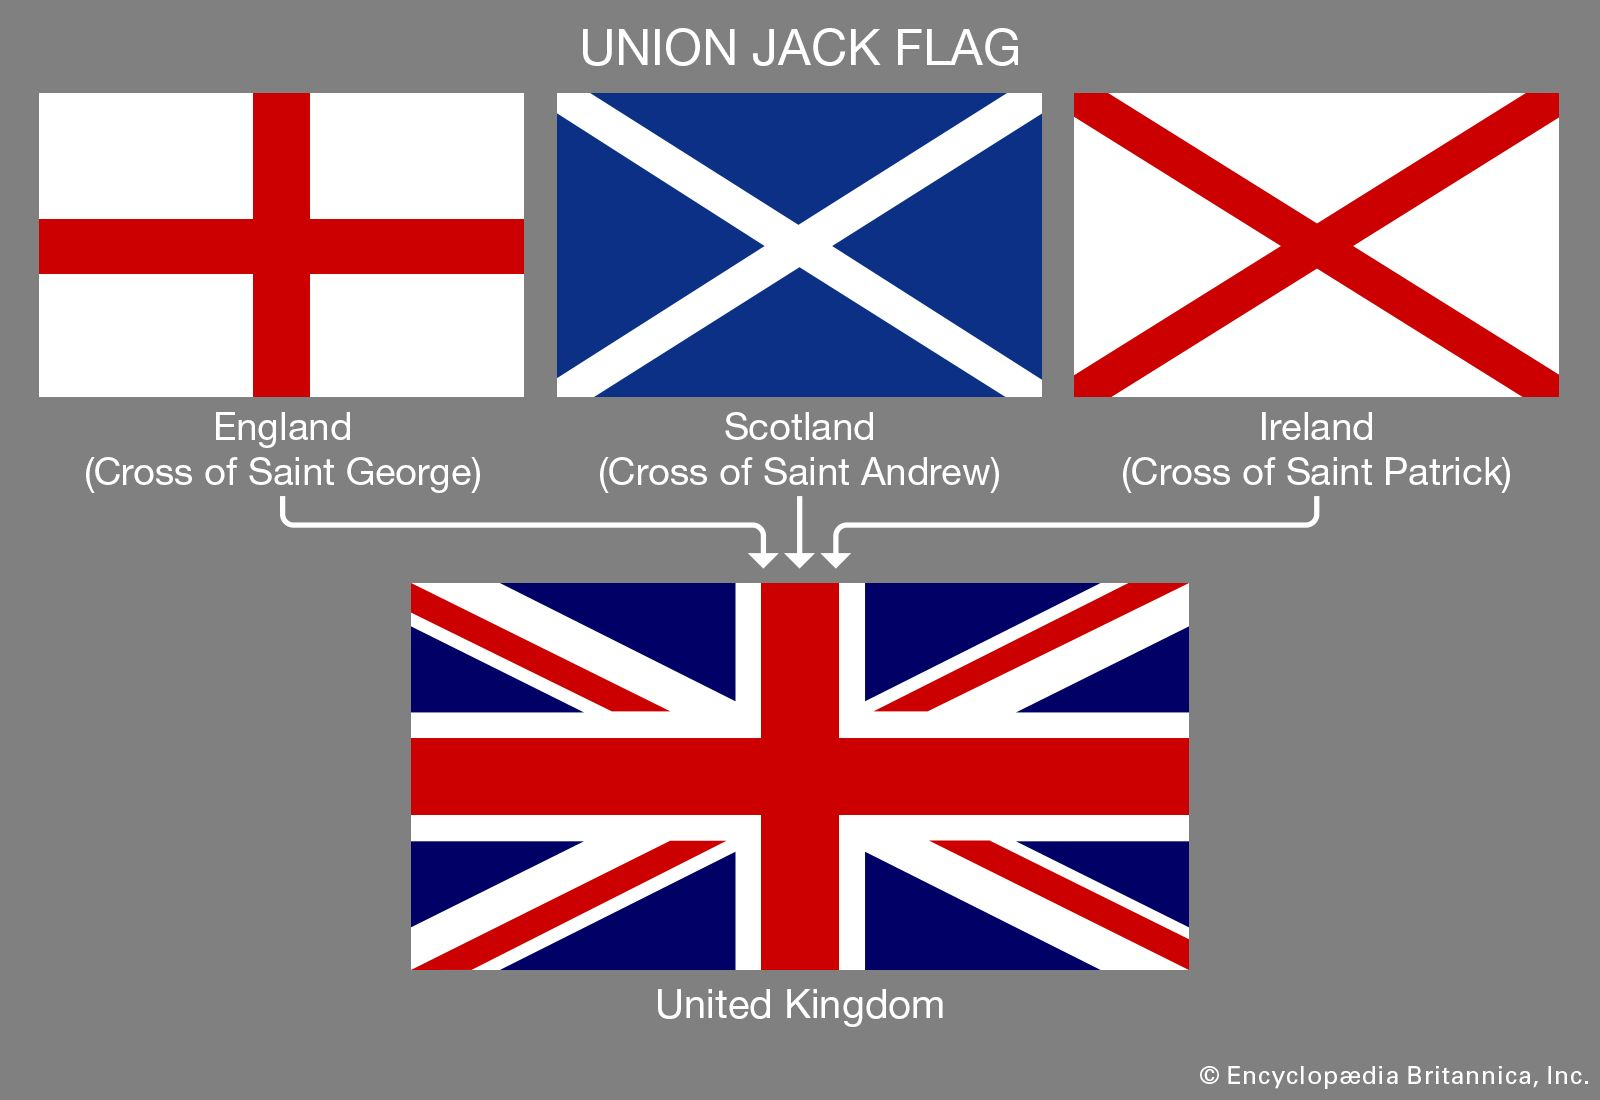 UNION JACK FLAG
England
(Cross of Saint George)
Scotland
(Cross of Saint Andrew)
Ireland
(Cross of Saint Patrick)
United Kingdom
© Encyclopædia Britannica, Inc.